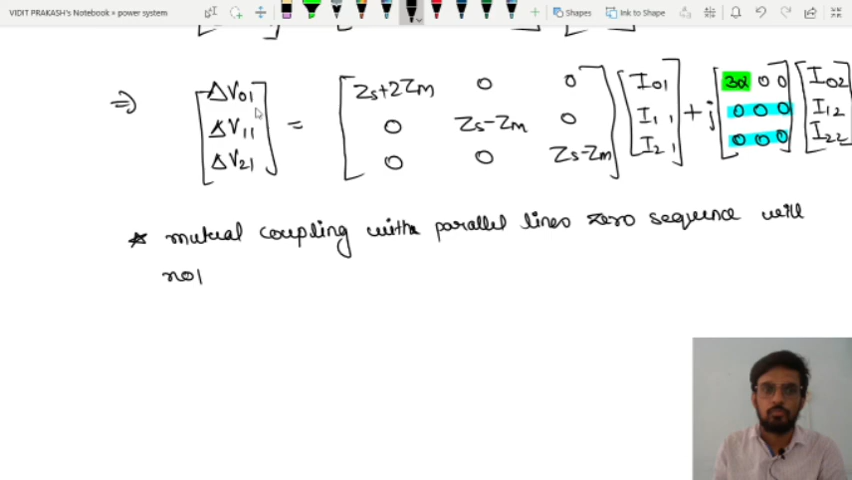 VIDIT PRAKASH's Notebook » power system
Shapes Ink to Shape
⇒ [ΔV01 ΔV11 ΔV21] = [Zs+2Zm 0 0; 0 Zs-Zm 0; 0 0 Zs-Zm] [I01 I11 I21] + j [3α 0 0; 0 0 0; 0 0 0] [I02 I12 I22]
* mutual coupling with parallel lines zero sequence will
not